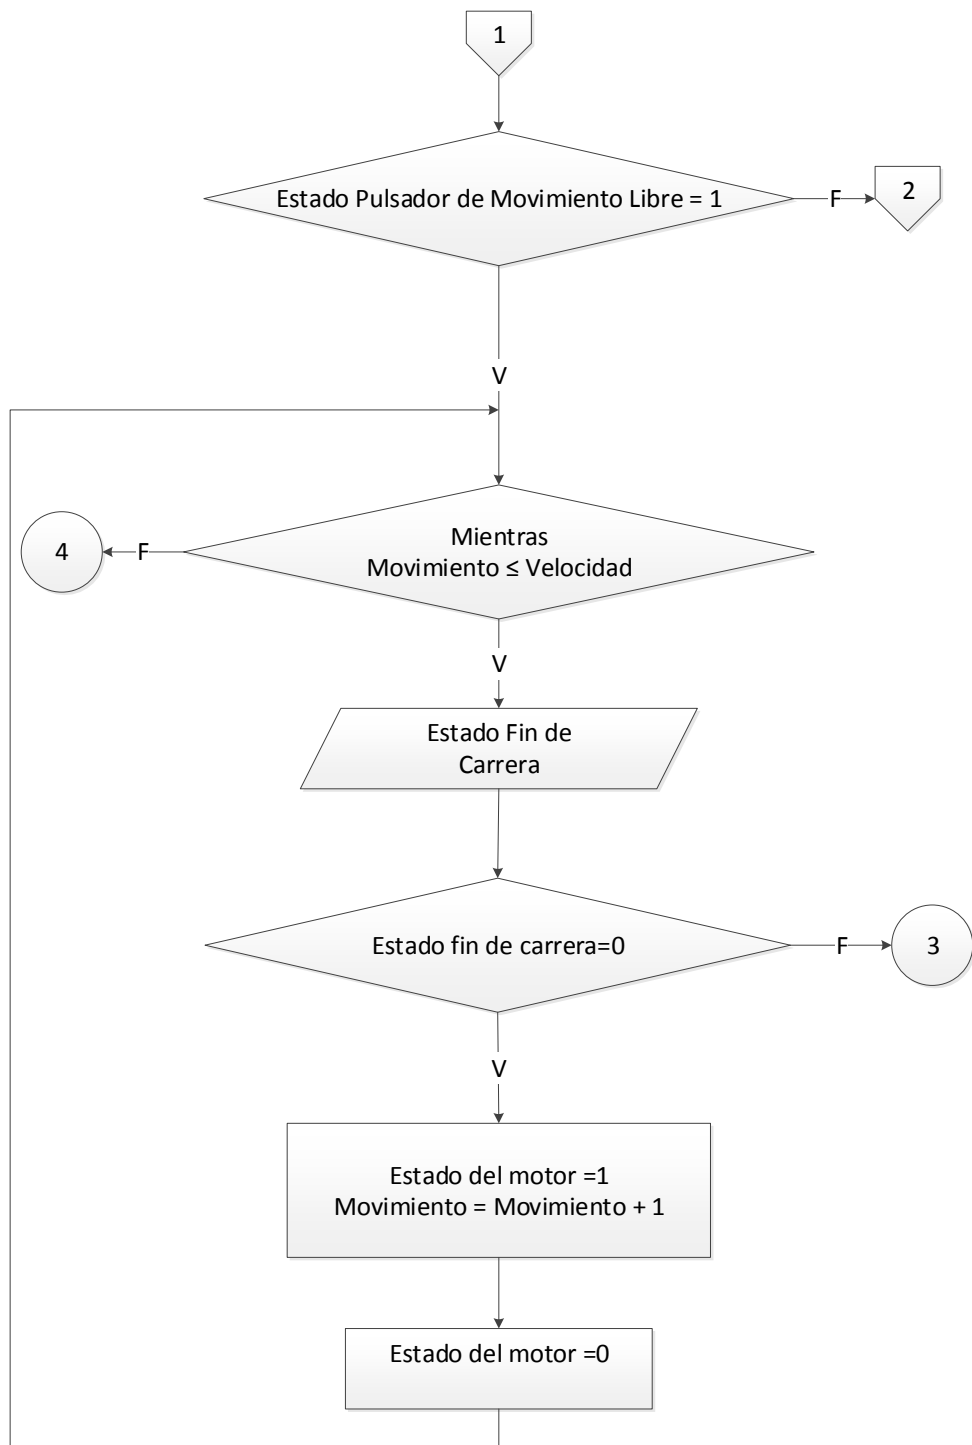 1
Estado Pulsador de Movimiento Libre = 1
F
2
V
Mientras
Movimiento ≤ Velocidad
F
4
V
Estado Fin de
Carrera
Estado fin de carrera=0
F
3
V
Estado del motor =1
Movimiento = Movimiento + 1
Estado del motor =0